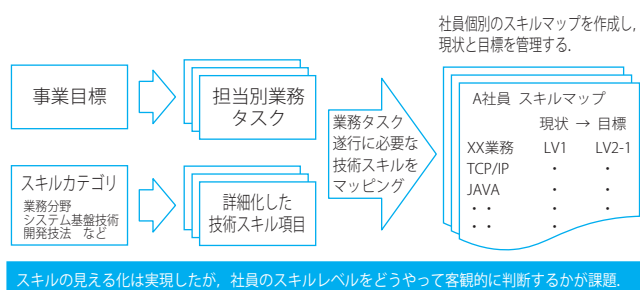 社員個別のスキルマップを作成し，
現状と目標を管理する．
事業目標
担当別業務
タスク
スキルカテゴリ
業務分野
システム基盤技術
開発技法　など
詳細化した
技術スキル項目
業務タスク
遂行に必要な
技術スキルを
マッピング
A社員 スキルマップ
現状 → 目標
XX業務 LV1 LV2-1
TCP/IP ・ ・
JAVA ・ ・
・・ ・ ・
・・ ・ ・
スキルの見える化は実現したが，社員のスキルレベルをどうやって客観的に判断するかが課題．